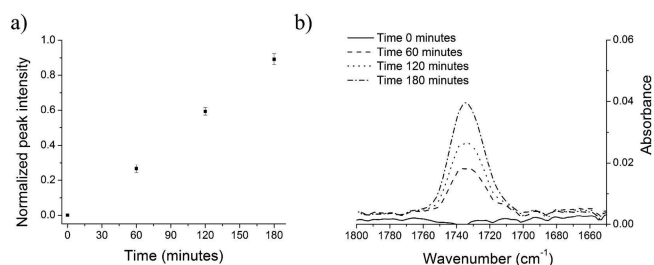 a)
Normalized peak intensity
1.0
0.8
0.6
0.4
0.2
0.0
0 30 60 90 120 150 180
Time (minutes)
b)
Time 0 minutes
Time 60 minutes
Time 120 minutes
Time 180 minutes
0.06
0.04
0.02
0.00
Absorbance
1800 1780 1760 1740 1720 1700 1680 1660
Wavenumber (cm⁻¹)